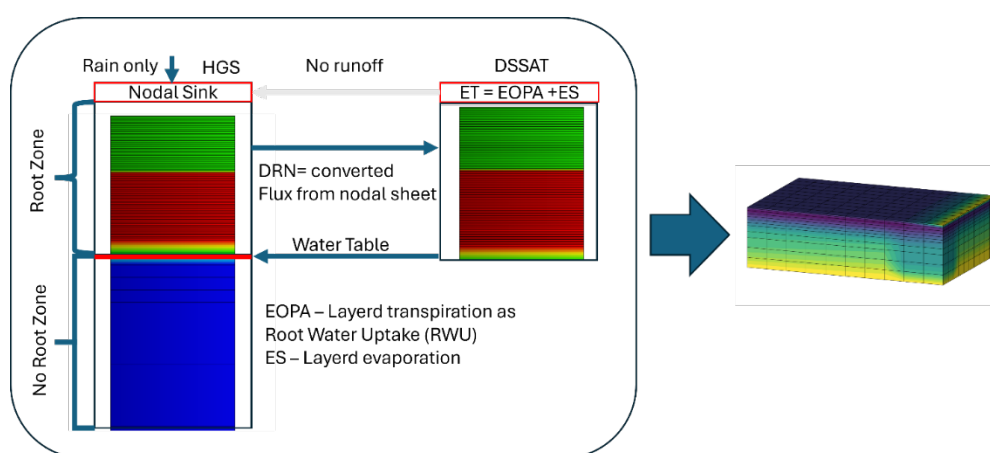 Rain only
HGS
No runoff
DSSAT
Nodal Sink
ET = EOPA +ES
Root Zone
DRN= converted
Flux from nodal sheet
Water Table
No Root Zone
EOPA – Layerd transpiration as
Root Water Uptake (RWU)
ES – Layerd evaporation